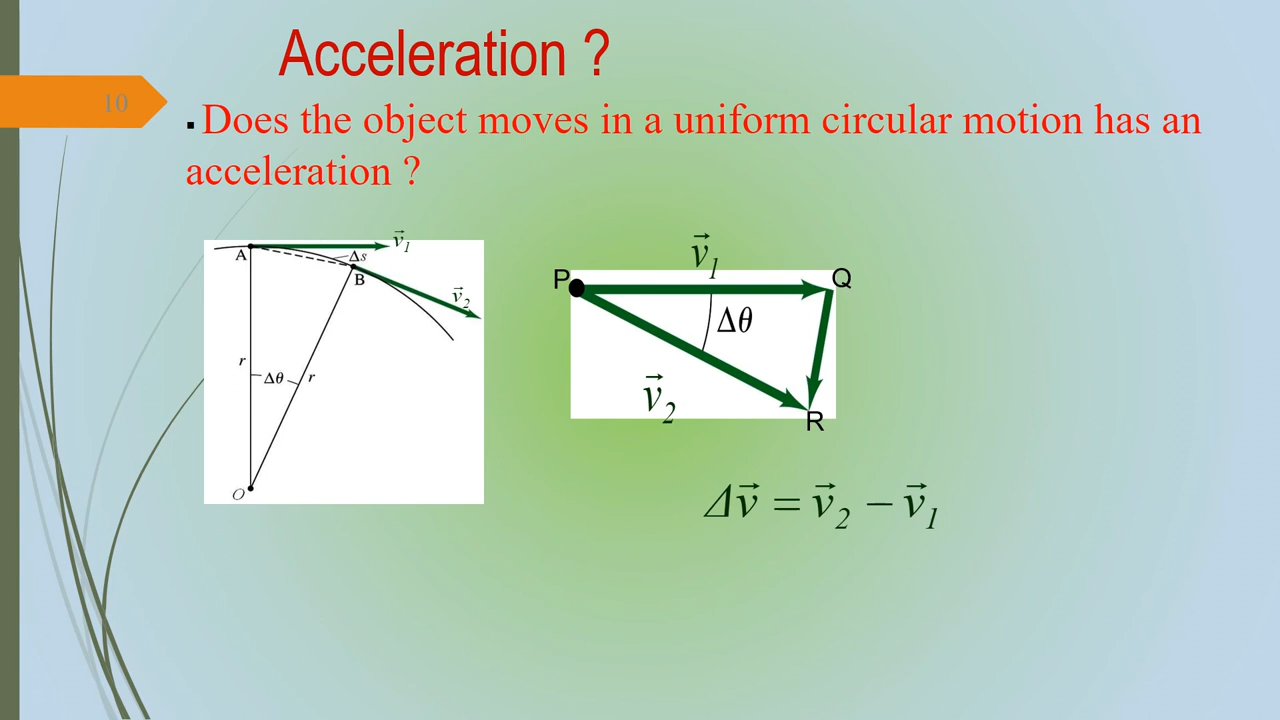 Acceleration ?
10
▪ Does the object moves in a uniform circular motion has an
acceleration ?
A
v⃗₁
Δs
B
v⃗₂
r
Δθ
r
O
v⃗₁
P
Q
Δθ
v⃗₂
R
Δv⃗ = v⃗₂ − v⃗₁